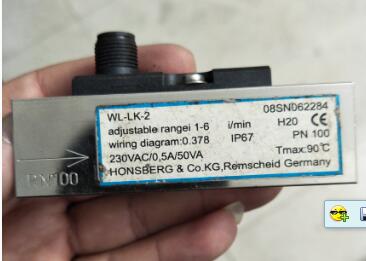 WL-LK-2 08SN062284
adjustable rangei 1-6 i/min H20 CE
wiring diagram:0.378 IP67 PN 100
230VAC/0,5A/50VA Tmax:90℃
HONSBERG & Co.KG,Remscheid Germany
PN100